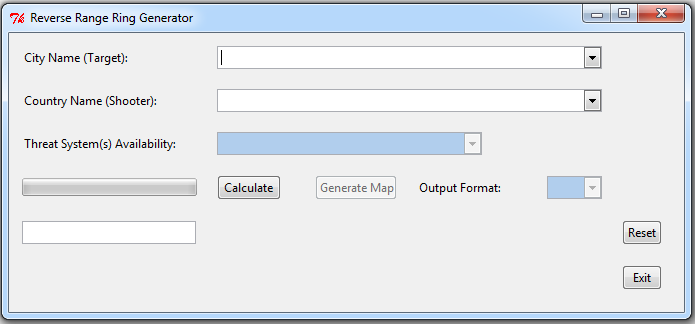 Reverse Range Ring Generator
City Name (Target):
Country Name (Shooter):
Threat System(s) Availability:
Calculate Generate Map Output Format:
Reset
Exit